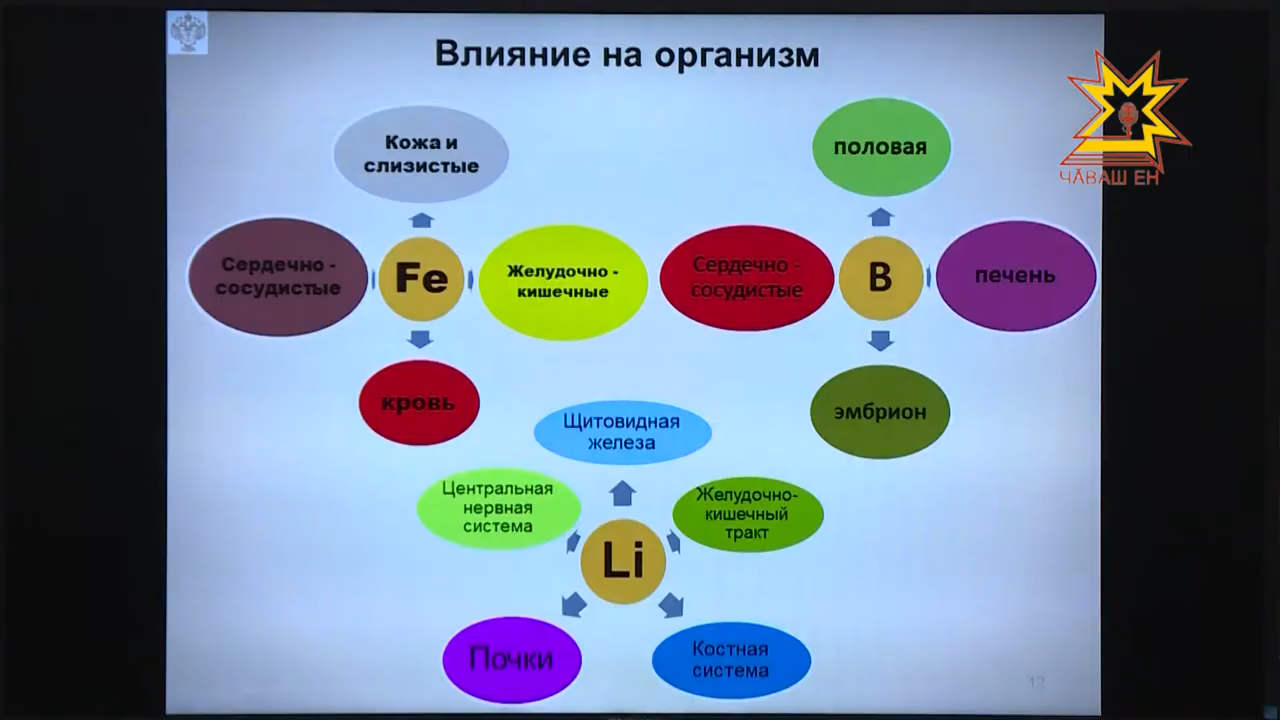 Влияние на организм
Кожа и
слизистые
Сердечно -
сосудистые
Fe
Желудочно -
кишечные
кровь
половая
Сердечно -
сосудистые
В
печень
эмбрион
Щитовидная
железа
Центральная
нервная
система
Желудочно-
кишечный
тракт
Li
Почки
Костная
система
ЧӐВАШ ЕН
12